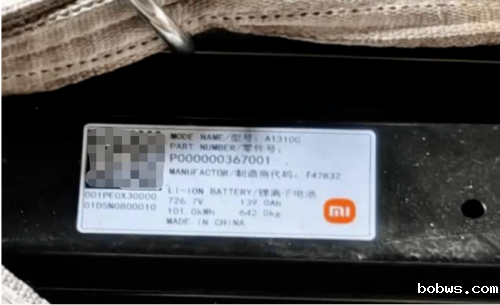 MODE NAME/型号: A1310C
PART NUMBER/零件号:
P000000367001
MANUFACTOR/制造商代码: f47832
001PEGX30000
01DSN0800010
LI-ION BATTERY/锂离子电池
726.7V 139.0Ah
101.0kWh 642.0kg
MADE IN CHINA
mi
bobws.com